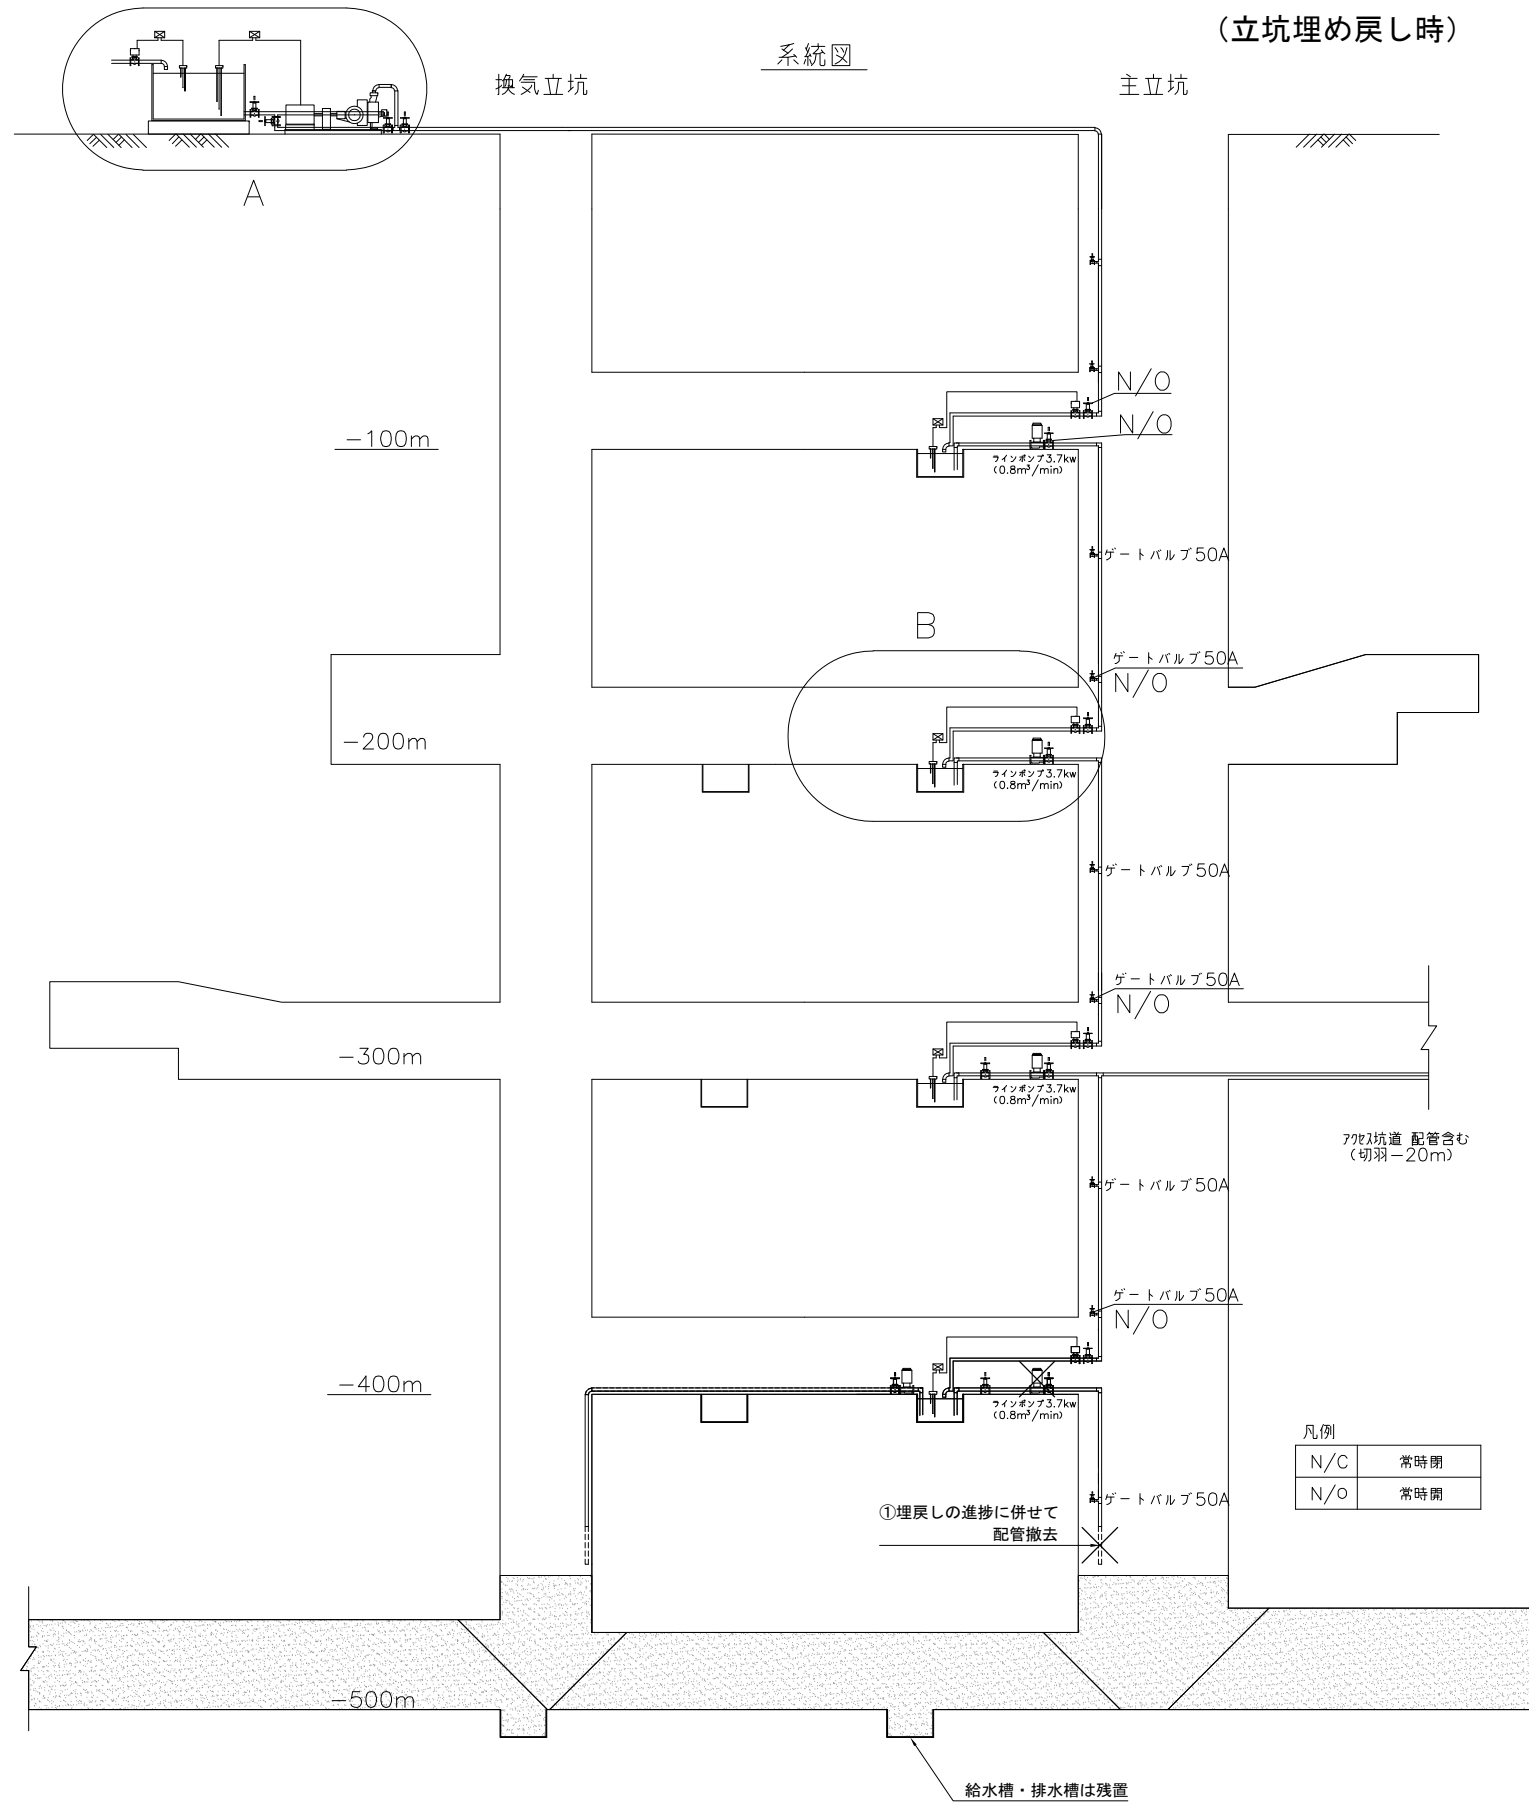 （立坑埋め戻し時）
系統図
換気立坑
主立坑
A
N/O
N/O
−100m
ラインポンプ3.7kw
(0.8m³/min)
ゲートバルブ50A
B
ゲートバルブ50A
N/O
−200m
ラインポンプ3.7kw
(0.8m³/min)
ゲートバルブ50A
ゲートバルブ50A
N/O
−300m
ラインポンプ3.7kw
(0.8m³/min)
アクセス坑道 配管含む
（切羽−20m）
ゲートバルブ50A
ゲートバルブ50A
N/O
−400m
ラインポンプ3.7kw
(0.8m³/min)
凡例
N/C 常時閉
N/O 常時開
ゲートバルブ50A
①埋戻しの進捗に併せて
配管撤去
−500m
給水槽・排水槽は残置